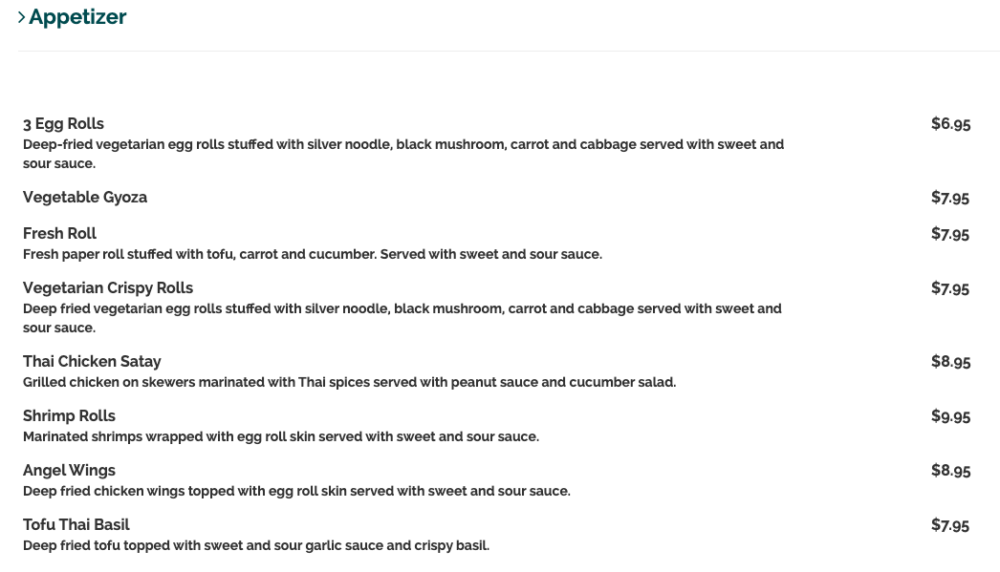 Appetizer
3 Egg Rolls $6.95
Deep-fried vegetarian egg rolls stuffed with silver noodle, black mushroom, carrot and cabbage served with sweet and
sour sauce.
Vegetable Gyoza $7.95
Fresh Roll $7.95
Fresh paper roll stuffed with tofu, carrot and cucumber. Served with sweet and sour sauce.
Vegetarian Crispy Rolls $7.95
Deep fried vegetarian egg rolls stuffed with silver noodle, black mushroom, carrot and cabbage served with sweet and
sour sauce.
Thai Chicken Satay $8.95
Grilled chicken on skewers marinated with Thai spices served with peanut sauce and cucumber salad.
Shrimp Rolls $9.95
Marinated shrimps wrapped with egg roll skin served with sweet and sour sauce.
Angel Wings $8.95
Deep fried chicken wings topped with egg roll skin served with sweet and sour sauce.
Tofu Thai Basil $7.95
Deep fried tofu topped with sweet and sour garlic sauce and crispy basil.